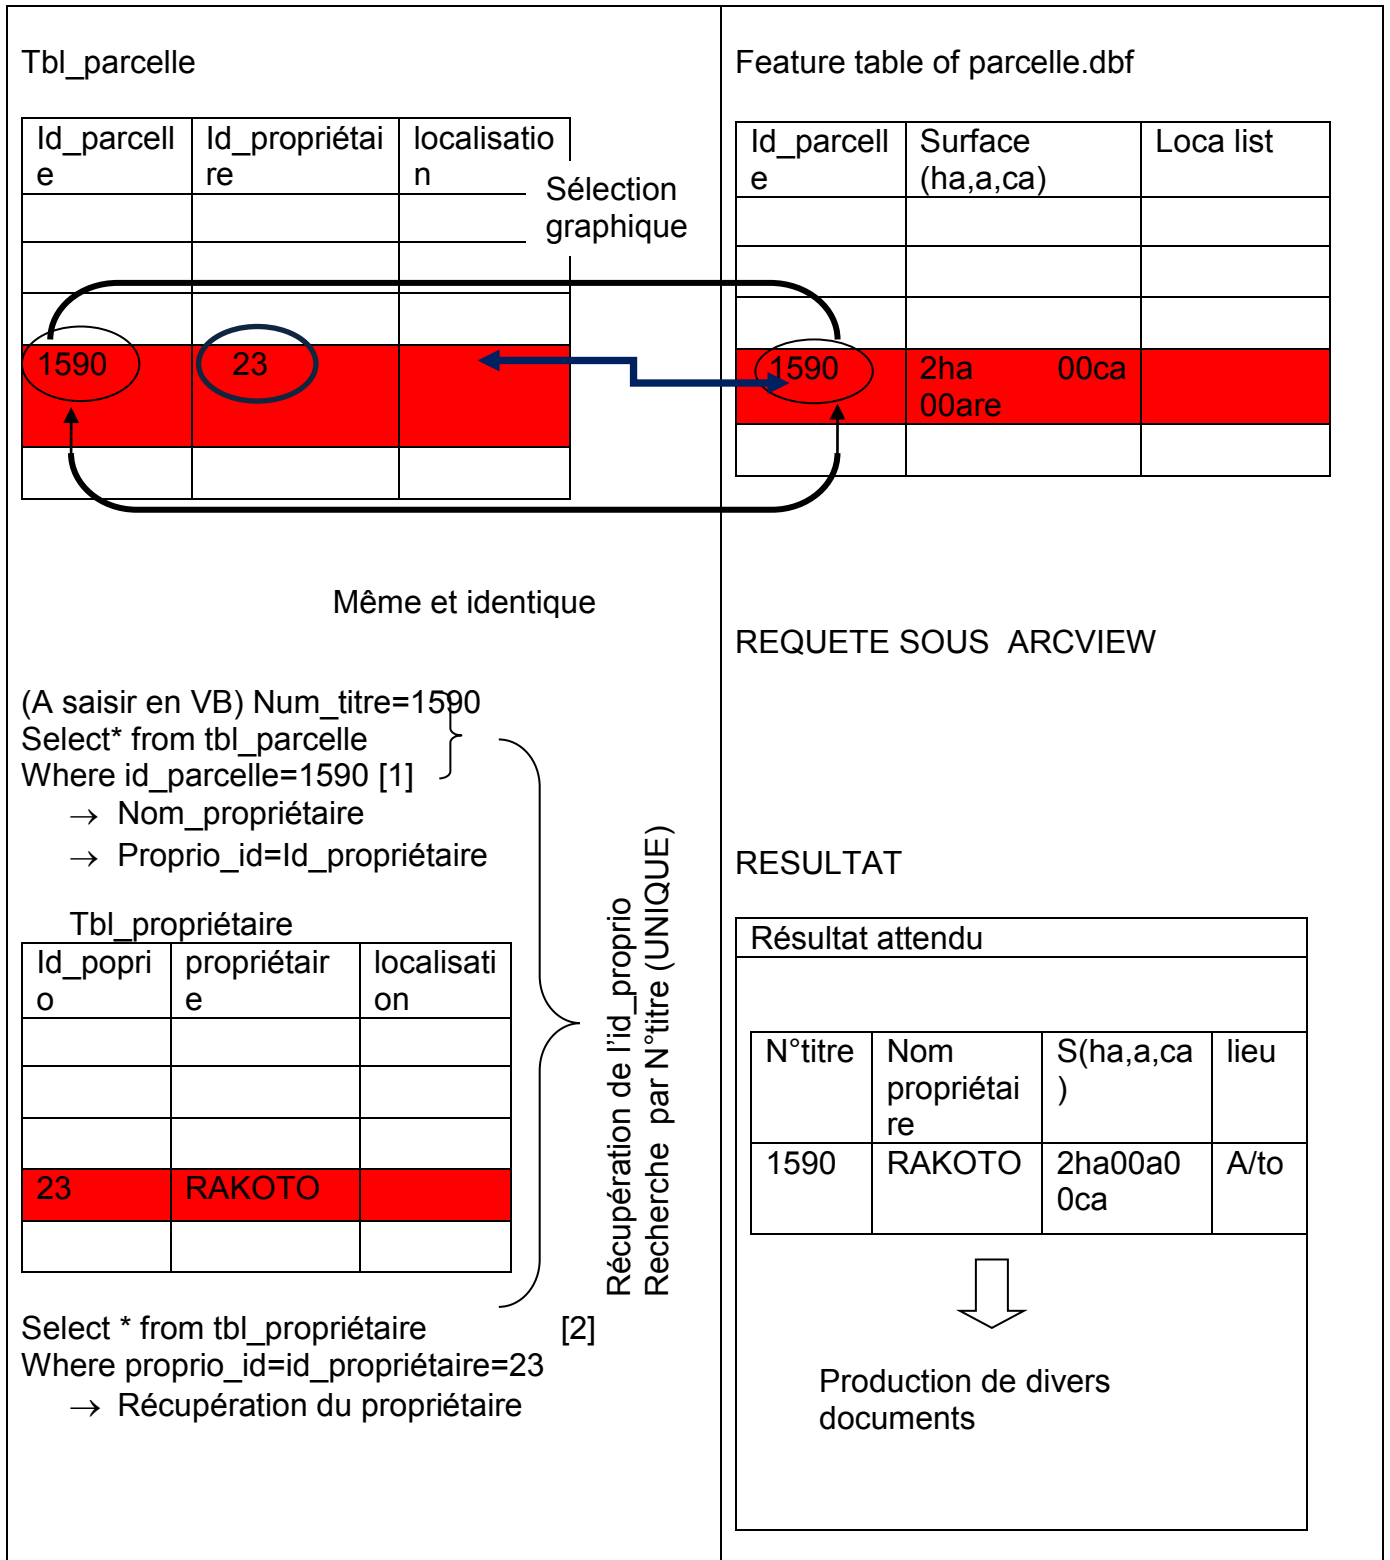 Tbl_parcelle
Id_parcell
e
Id_propriétai
re
localisatio
n
Sélection
graphique
1590
23
Même et identique
(A saisir en VB) Num_titre=1590
Select* from tbl_parcelle
Where id_parcelle=1590 [1]
→ Nom_propriétaire
→ Proprio_id=Id_propriétaire
Tbl_propriétaire
Id_popri
o
propriétair
e
localisati
on
23
RAKOTO
Récupération de l'id_proprio
Recherche par N°titre (UNIQUE)
Select * from tbl_propriétaire [2]
Where proprio_id=id_propriétaire=23
→ Récupération du propriétaire
Feature table of parcelle.dbf
Id_parcell
e
Surface
(ha,a,ca)
Loca list
1590
2ha 00ca
00are
REQUETE SOUS ARCVIEW
RESULTAT
Résultat attendu
N°titre
Nom
propriétai
re
S(ha,a,ca
)
lieu
1590
RAKOTO
2ha00a0
0ca
A/to
Production de divers
documents